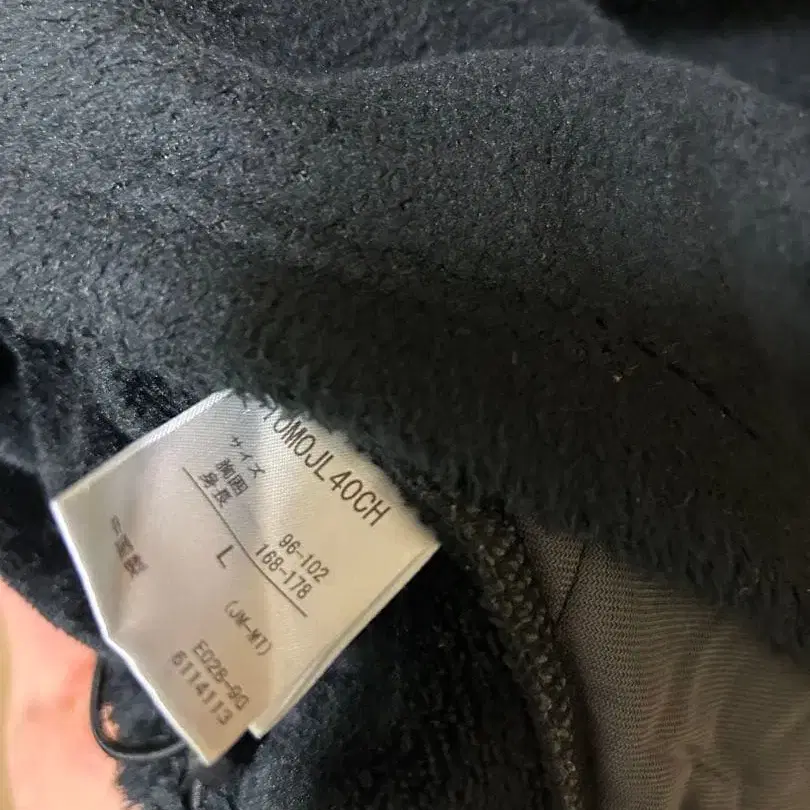 OMOJL40CH
サイズ
胸囲 96-102
身長 168-178
L
中国製
(JM-MT)
E028-90
6114113